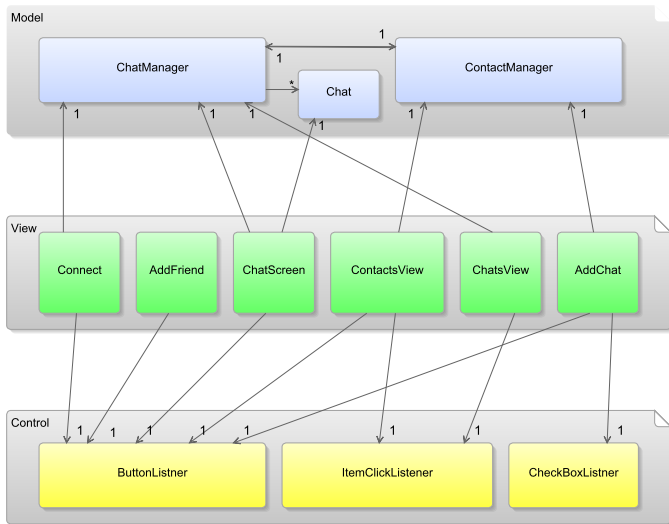 Model
1
ChatManager
1
ContactManager
*
Chat
1
1
1
1
1
1
View
Connect
AddFriend
ChatScreen
ContactsView
ChatsView
AddChat
Control
1
1
1
1
1
1
1
1
ButtonListner
ItemClickListener
CheckBoxListner